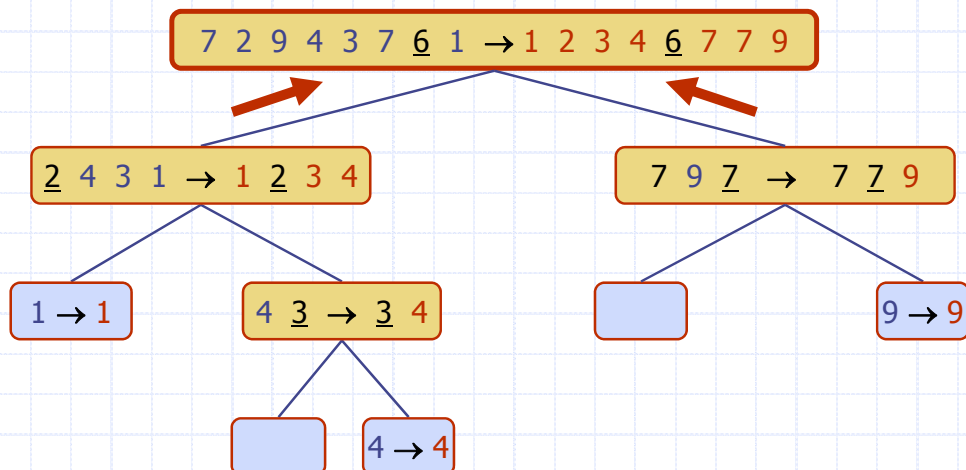 7 2 9 4 3 7 6 1 → 1 2 3 4 6 7 7 9
2 4 3 1 → 1 2 3 4
7 9 7 → 7 7 9
1 → 1
4 3 → 3 4
9 → 9
4 → 4